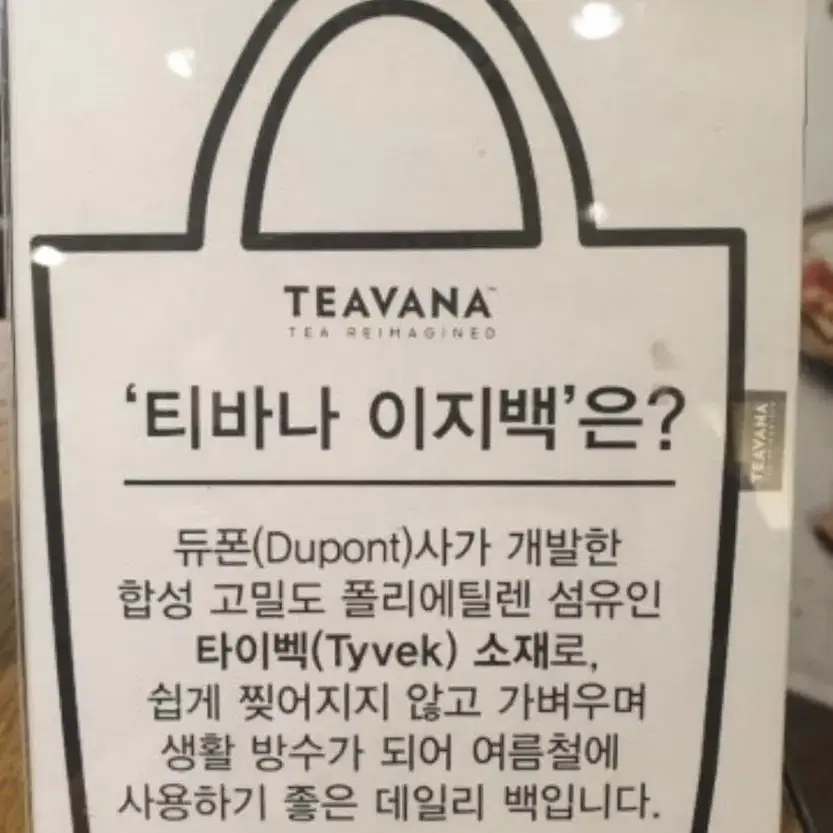 TEAVANA™
TEA REIMAGINED
‘티바나 이지백’은?
듀폰(Dupont)사가 개발한
합성 고밀도 폴리에틸렌 섬유인
타이벡(Tyvek) 소재로,
쉽게 찢어지지 않고 가벼우며
생활 방수가 되어 여름철에
사용하기 좋은 데일리 백입니다.
TEAVANA